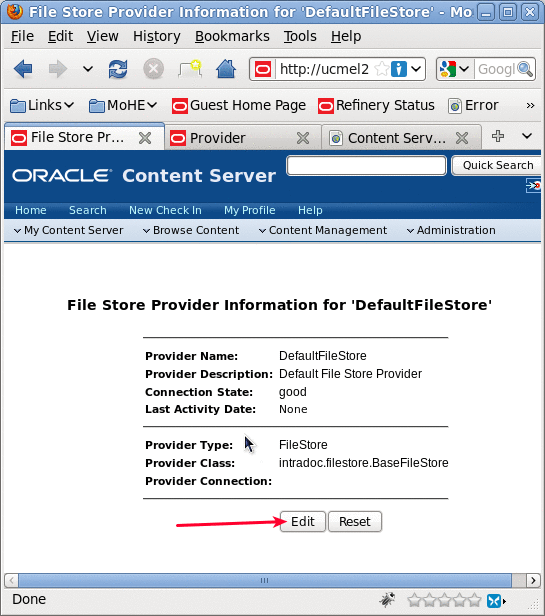 File Store Provider Information for 'DefaultFileStore' - Mo
File Edit View History Bookmarks Tools Help
http://ucmel2 Googl
Links MoHE Guest Home Page Refinery Status Error »
File Store Pr... Provider Content Serv...
ORACLE Content Server Quick Search
Home Search New Check In My Profile Help
My Content Server Browse Content Content Management Administration
File Store Provider Information for 'DefaultFileStore'
Provider Name: DefaultFileStore
Provider Description: Default File Store Provider
Connection State: good
Last Activity Date: None
Provider Type: FileStore
Provider Class: intradoc.filestore.BaseFileStore
Provider Connection:
Edit Reset
Done